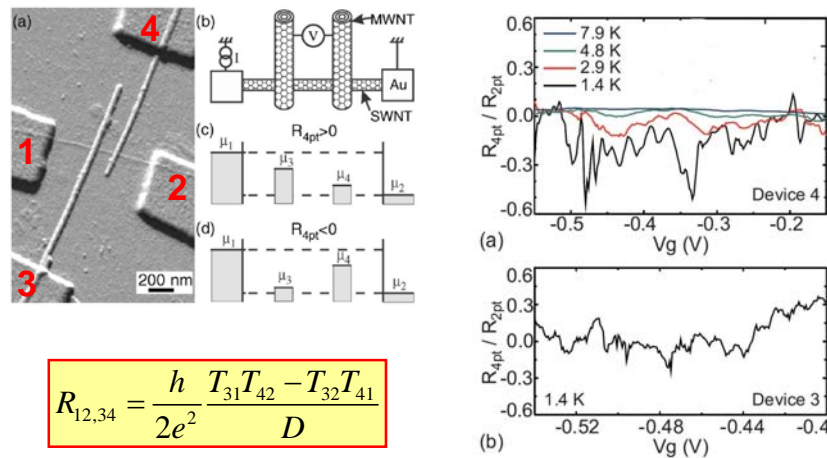 (a)
4
1
2
3
200 nm
(b)
MWNT
V
I
Au
SWNT
(c) R4pt>0
μ1
μ3
μ4
μ2
(d) R4pt<0
μ1
μ3
μ4
μ2
R12,34 = h/2e² (T31T42 − T32T41)/D
7.9 K
4.8 K
2.9 K
1.4 K
R4pt / R2pt
0.6
0.3
0.0
-0.3
-0.6
Device 4
-0.5 -0.4 -0.3 -0.2
(a) Vg (V)
R4pt / R2pt
0.6
0.3
0.0
-0.3
-0.6
1.4 K Device 3
-0.52 -0.48 -0.44 -0.4
(b) Vg (V)